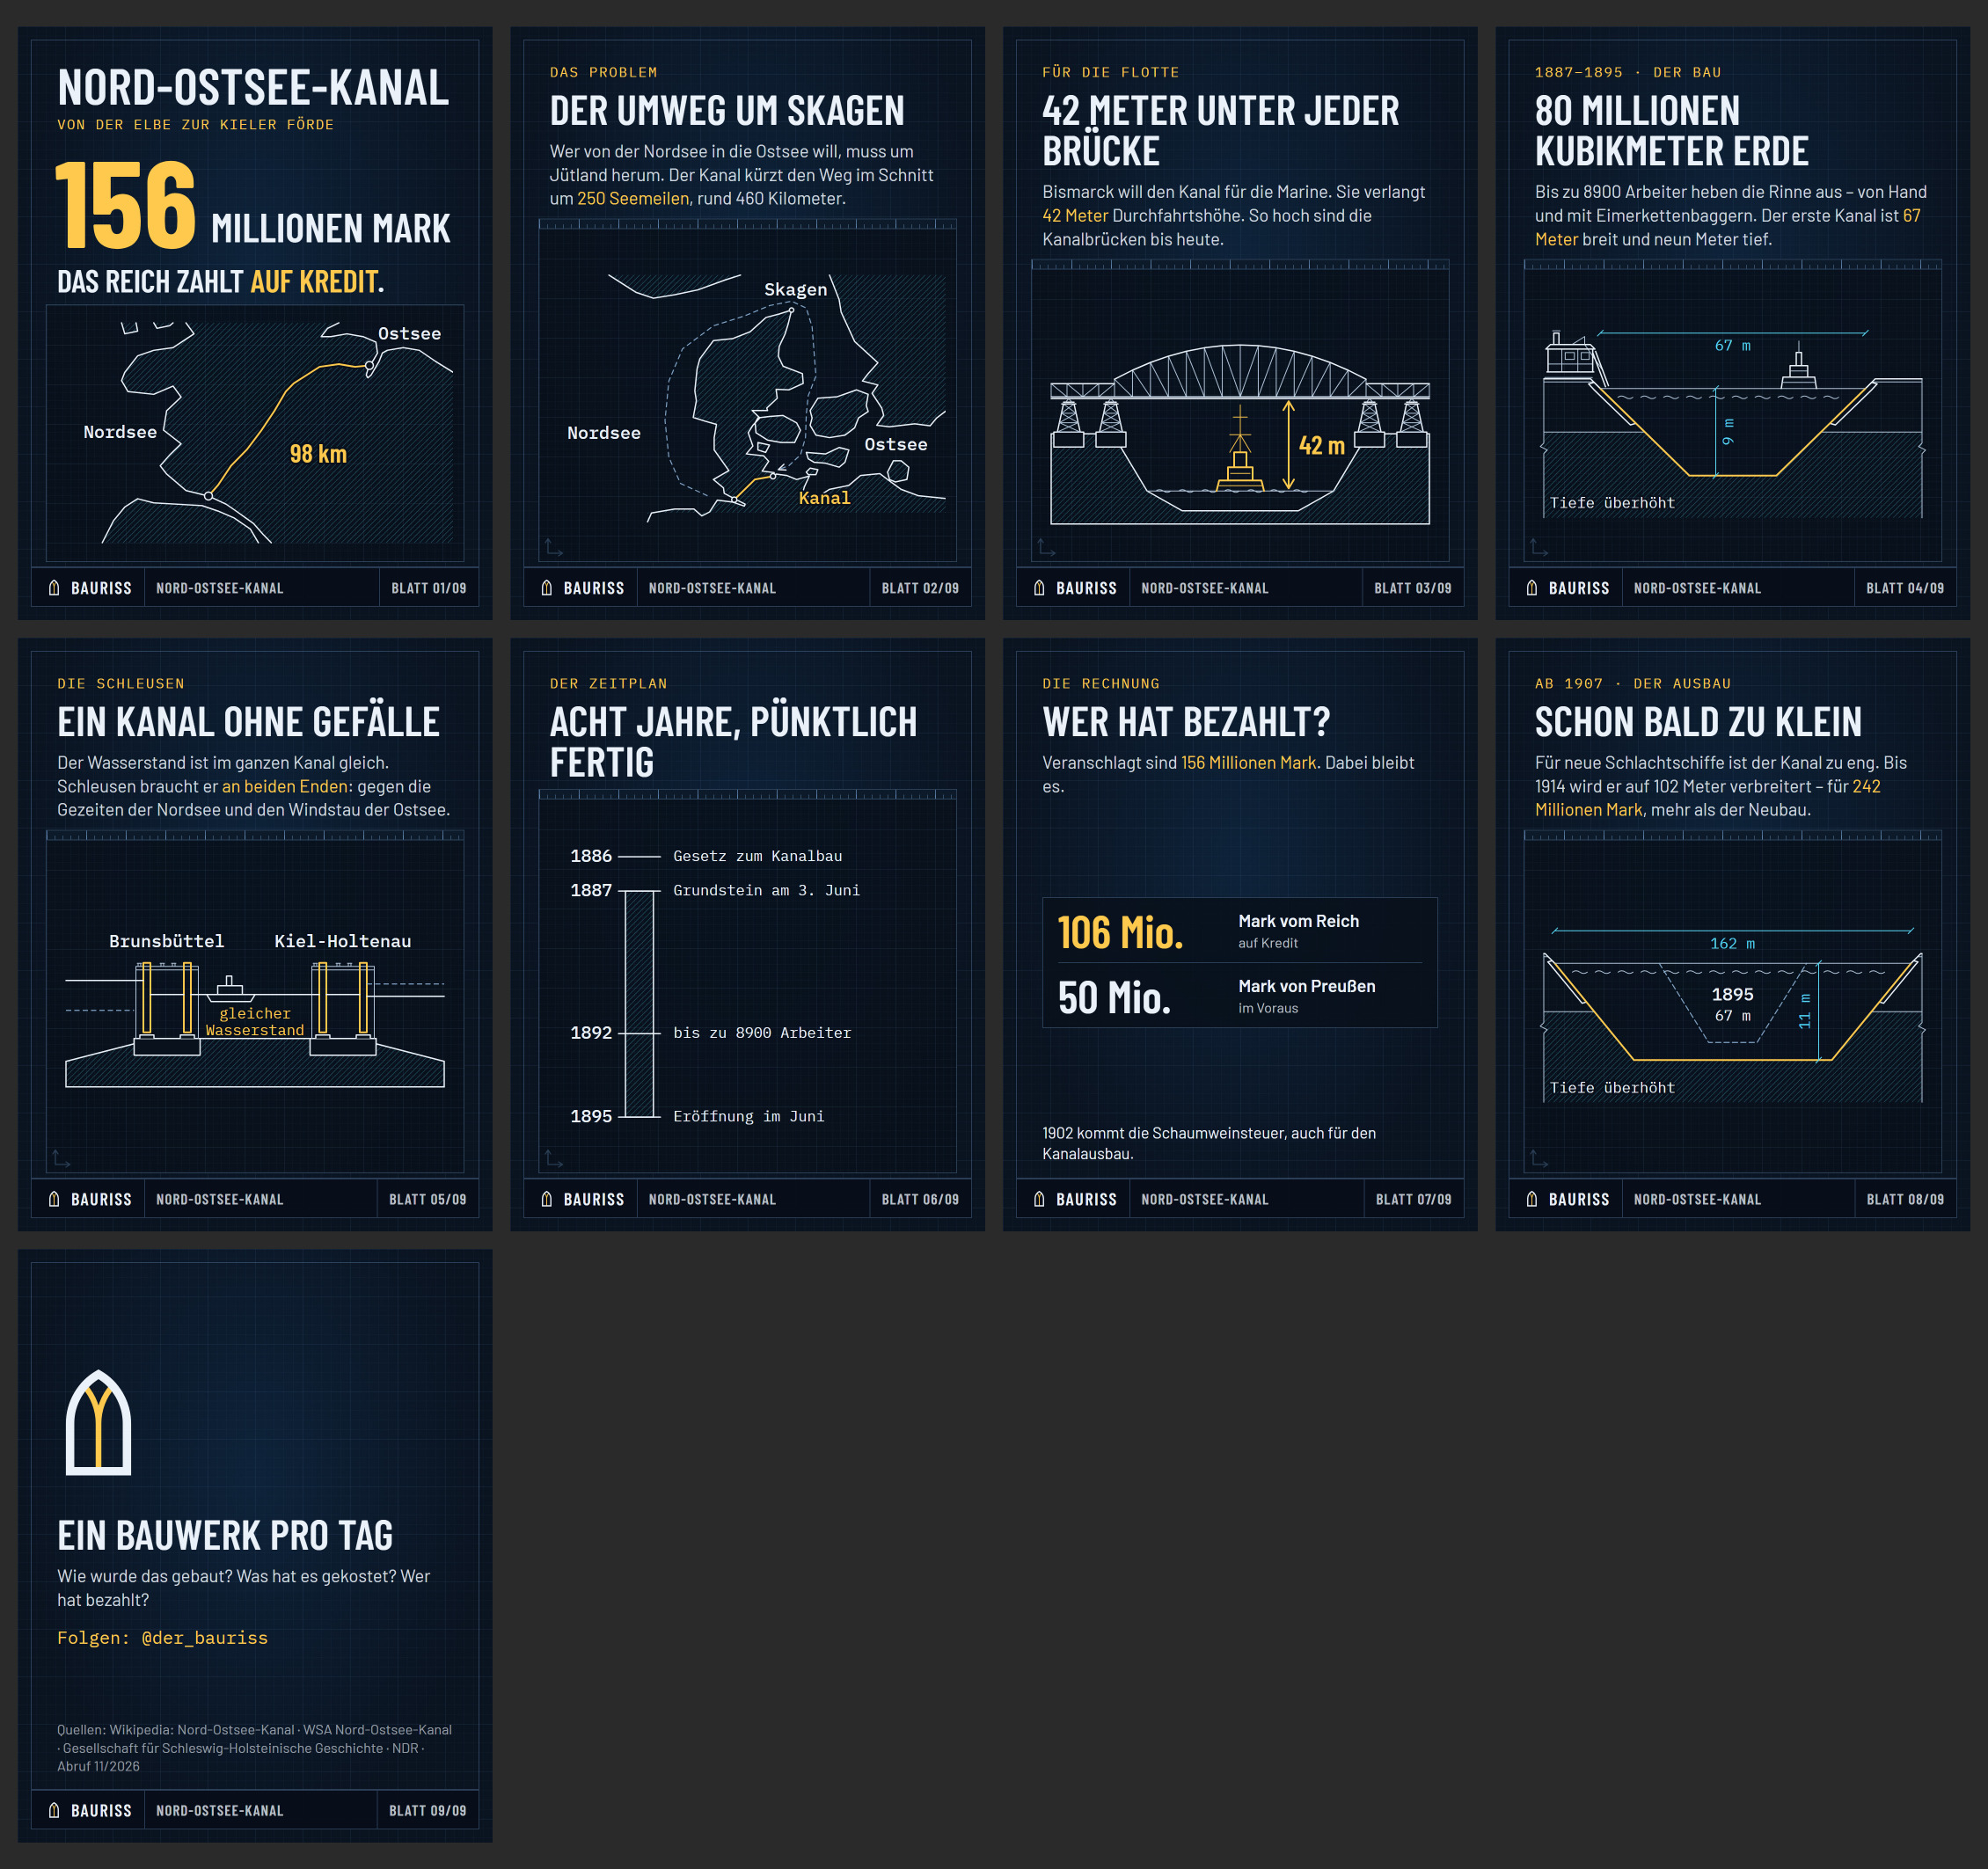 NORD-OSTSEE-KANAL
VON DER ELBE ZUR KIELER FÖRDE
156 MILLIONEN MARK
DAS REICH ZAHLT AUF KREDIT.
Ostsee
Nordsee
98 km
BAURISS
NORD-OSTSEE-KANAL
BLATT 01/09
DAS PROBLEM
DER UMWEG UM SKAGEN
Wer von der Nordsee in die Ostsee will, muss um
Jütland herum. Der Kanal kürzt den Weg im Schnitt
um 250 Seemeilen, rund 460 Kilometer.
Skagen
Nordsee
Ostsee
Kanal
BAURISS
NORD-OSTSEE-KANAL
BLATT 02/09
FÜR DIE FLOTTE
42 METER UNTER JEDER
BRÜCKE
Bismarck will den Kanal für die Marine. Sie verlangt
42 Meter Durchfahrtshöhe. So hoch sind die
Kanalbrücken bis heute.
42 m
BAURISS
NORD-OSTSEE-KANAL
BLATT 03/09
1887–1895 · DER BAU
80 MILLIONEN
KUBIKMETER ERDE
Bis zu 8900 Arbeiter heben die Rinne aus – von Hand
und mit Eimerkettenbaggern. Der erste Kanal ist 67
Meter breit und neun Meter tief.
67 m
9 m
Tiefe überhöht
BAURISS
NORD-OSTSEE-KANAL
BLATT 04/09
DIE SCHLEUSEN
EIN KANAL OHNE GEFÄLLE
Der Wasserstand ist im ganzen Kanal gleich.
Schleusen braucht er an beiden Enden: gegen die
Gezeiten der Nordsee und den Windstau der Ostsee.
Brunsbüttel
Kiel-Holtenau
gleicher
Wasserstand
BAURISS
NORD-OSTSEE-KANAL
BLATT 05/09
DER ZEITPLAN
ACHT JAHRE, PÜNKTLICH
FERTIG
1886 Gesetz zum Kanalbau
1887 Grundstein am 3. Juni
1892 bis zu 8900 Arbeiter
1895 Eröffnung im Juni
BAURISS
NORD-OSTSEE-KANAL
BLATT 06/09
DIE RECHNUNG
WER HAT BEZAHLT?
Veranschlagt sind 156 Millionen Mark. Dabei bleibt
es.
106 Mio.
Mark vom Reich
auf Kredit
50 Mio.
Mark von Preußen
im Voraus
1902 kommt die Schaumweinsteuer, auch für den
Kanalausbau.
BAURISS
NORD-OSTSEE-KANAL
BLATT 07/09
AB 1907 · DER AUSBAU
SCHON BALD ZU KLEIN
Für neue Schlachtschiffe ist der Kanal zu eng. Bis
1914 wird er auf 102 Meter verbreitert – für 242
Millionen Mark, mehr als der Neubau.
162 m
1895
67 m
11 m
Tiefe überhöht
BAURISS
NORD-OSTSEE-KANAL
BLATT 08/09
EIN BAUWERK PRO TAG
Wie wurde das gebaut? Was hat es gekostet? Wer
hat bezahlt?
Folgen: @der_bauriss
Quellen: Wikipedia: Nord-Ostsee-Kanal · WSA Nord-Ostsee-Kanal
· Gesellschaft für Schleswig-Holsteinische Geschichte · NDR ·
Abruf 11/2026
BAURISS
NORD-OSTSEE-KANAL
BLATT 09/09